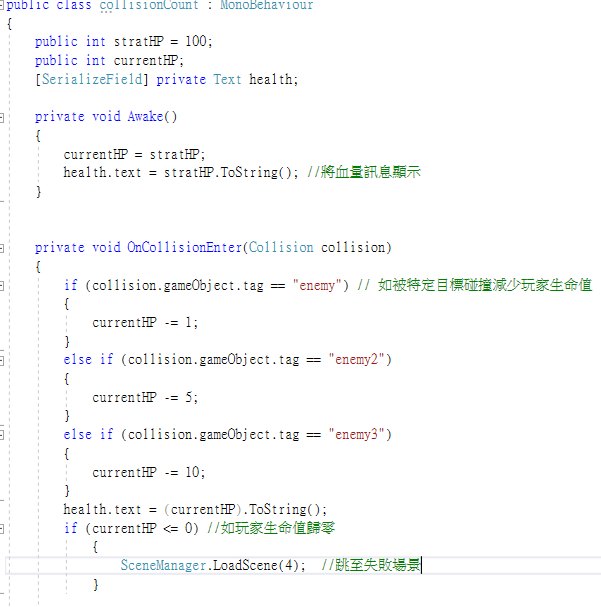 public class collisionCount : MonoBehaviour
{
public int stratHP = 100;
public int currentHP;
[SerializeField] private Text health;
private void Awake()
{
currentHP = stratHP;
health.text = stratHP.ToString(); //將血量訊息顯示
}
private void OnCollisionEnter(Collision collision)
{
if (collision.gameObject.tag == "enemy") // 如被特定目標碰撞減少玩家生命值
{
currentHP -= 1;
}
else if (collision.gameObject.tag == "enemy2")
{
currentHP -= 5;
}
else if (collision.gameObject.tag == "enemy3")
{
currentHP -= 10;
}
health.text = (currentHP).ToString();
if (currentHP <= 0) //如玩家生命值歸零
{
SceneManager.LoadScene(4); //跳至失敗場景
}